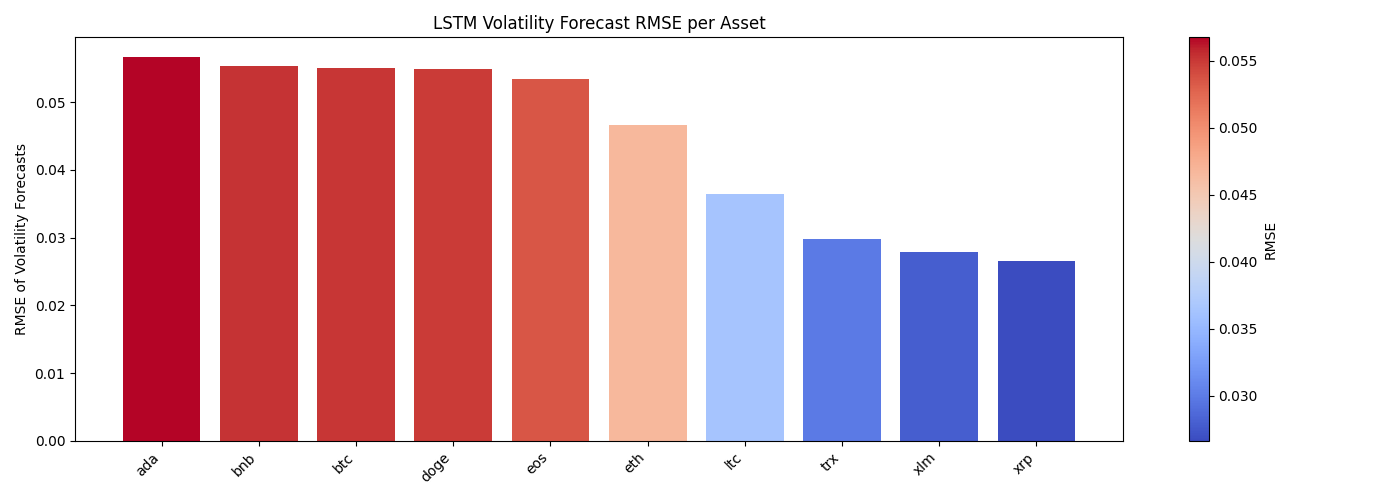 LSTM Volatility Forecast RMSE per Asset
RMSE of Volatility Forecasts
0.05
0.04
0.03
0.02
0.01
0.00
ada
bnb
btc
doge
eos
eth
ltc
trx
xlm
xrp
0.055
0.050
0.045
0.040
0.035
0.030
RMSE